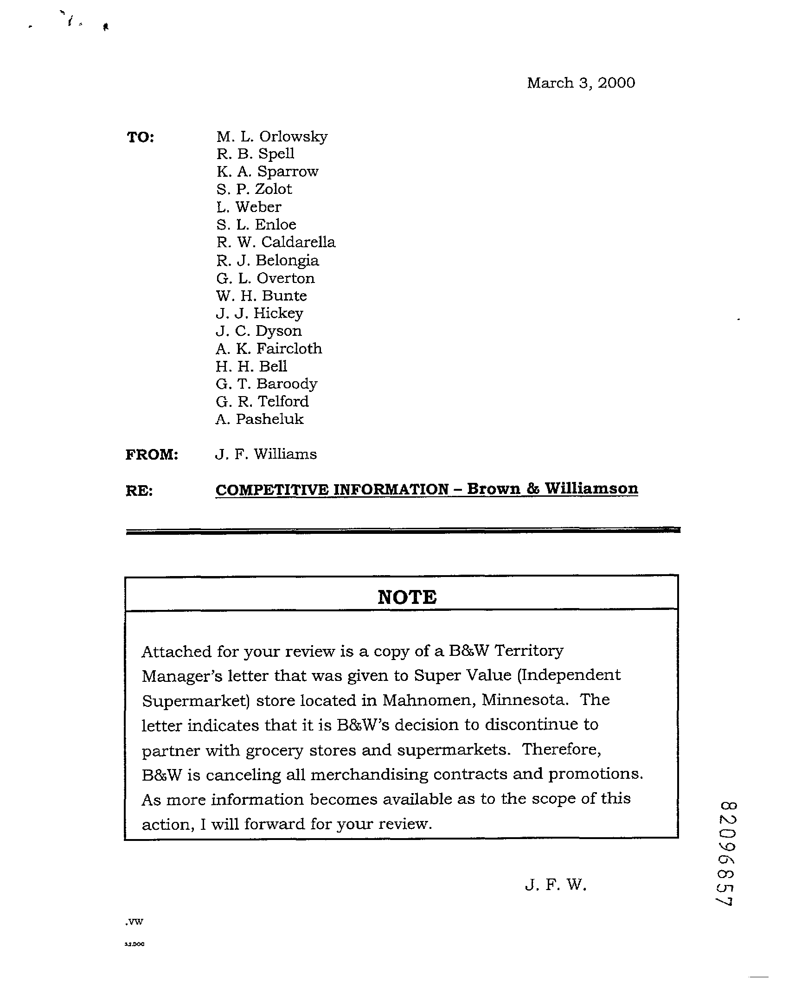 March 3, 2000
TO: M. L. Orlowsky
R. B. Spell
K. A. Sparrow
S. P. Zolot
L. Weber
S. L. Enloe
R. W. Caldarella
R. J. Belongia
G. L. Overton
W. H. Bunte
J. J. Hickey
J. C. Dyson
A. K. Faircloth
H. H. Bell
G. T. Baroody
G. R. Telford
A. Pasheluk
FROM: J. F. Williams
RE: COMPETITIVE INFORMATION – Brown & Williamson
NOTE
Attached for your review is a copy of a B&W Territory
Manager's letter that was given to Super Value (Independent
Supermarket) store located in Mahnomen, Minnesota. The
letter indicates that it is B&W's decision to discontinue to
partner with grocery stores and supermarkets. Therefore,
B&W is canceling all merchandising contracts and promotions.
As more information becomes available as to the scope of this
action, I will forward for your review.
J. F. W.
82096857
.vw